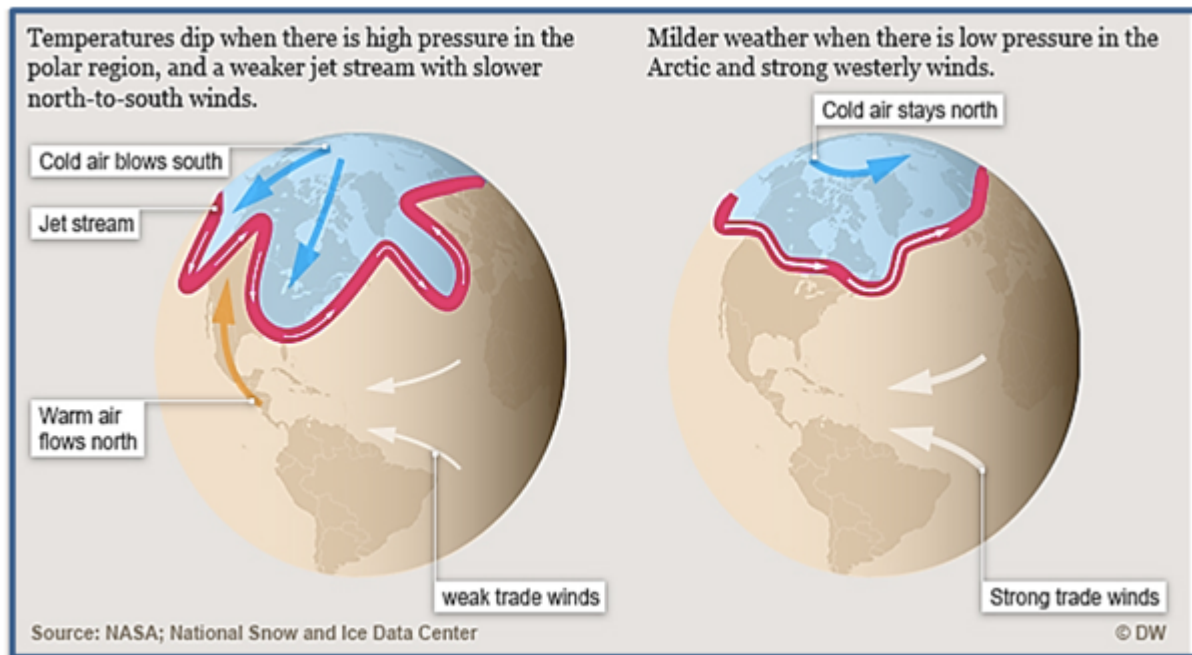 Temperatures dip when there is high pressure in the
polar region, and a weaker jet stream with slower
north-to-south winds.
Cold air blows south
Jet stream
Warm air
flows north
weak trade winds
Milder weather when there is low pressure in the
Arctic and strong westerly winds.
Cold air stays north
Strong trade winds
Source: NASA; National Snow and Ice Data Center
© DW